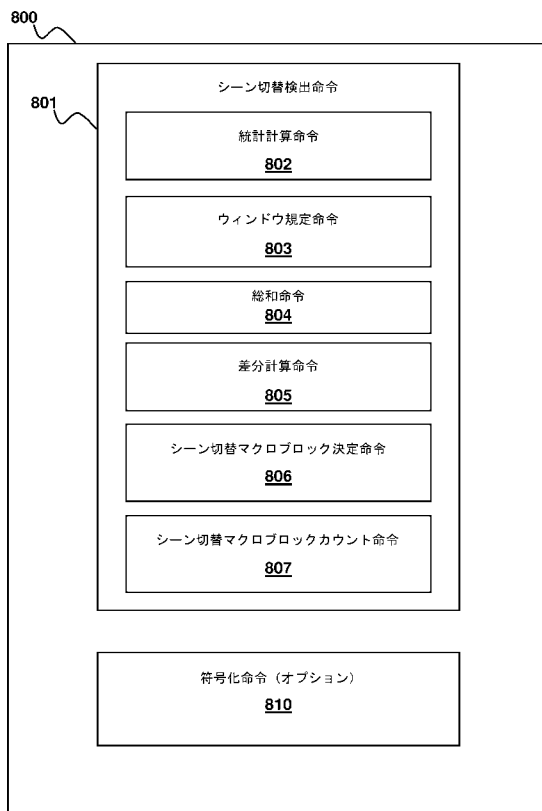 800
801
シーン切替検出命令
統計計算命令
802
ウィンドウ規定命令
803
総和命令
804
差分計算命令
805
シーン切替マクロブロック決定命令
806
シーン切替マクロブロックカウント命令
807
符号化命令（オプション）
810